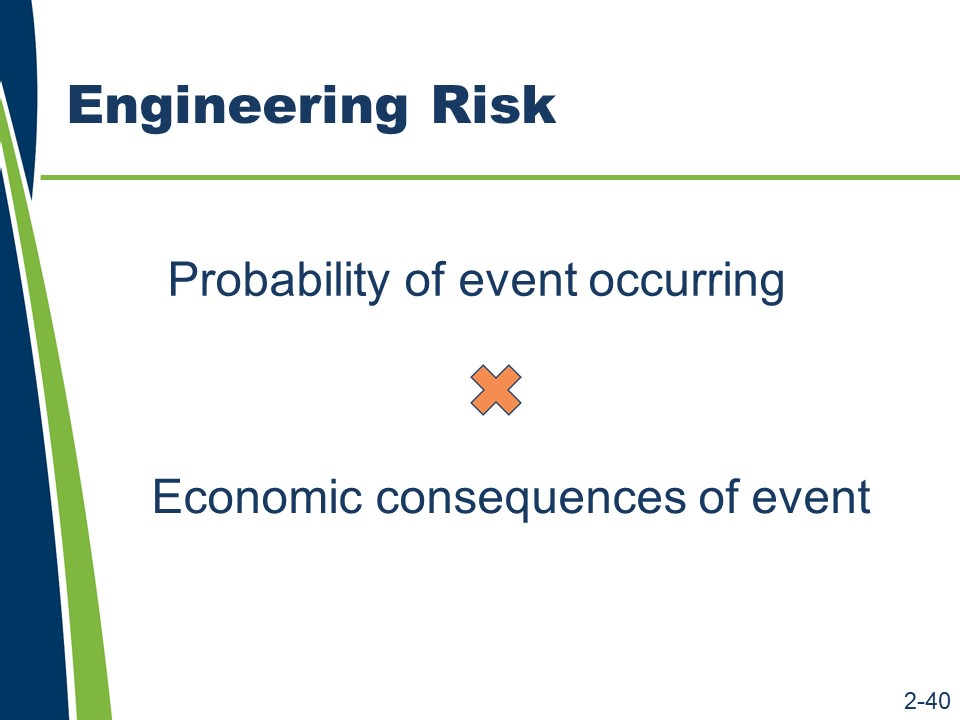 Engineering Risk
Probability of event occurring
Economic consequences of event
2-40